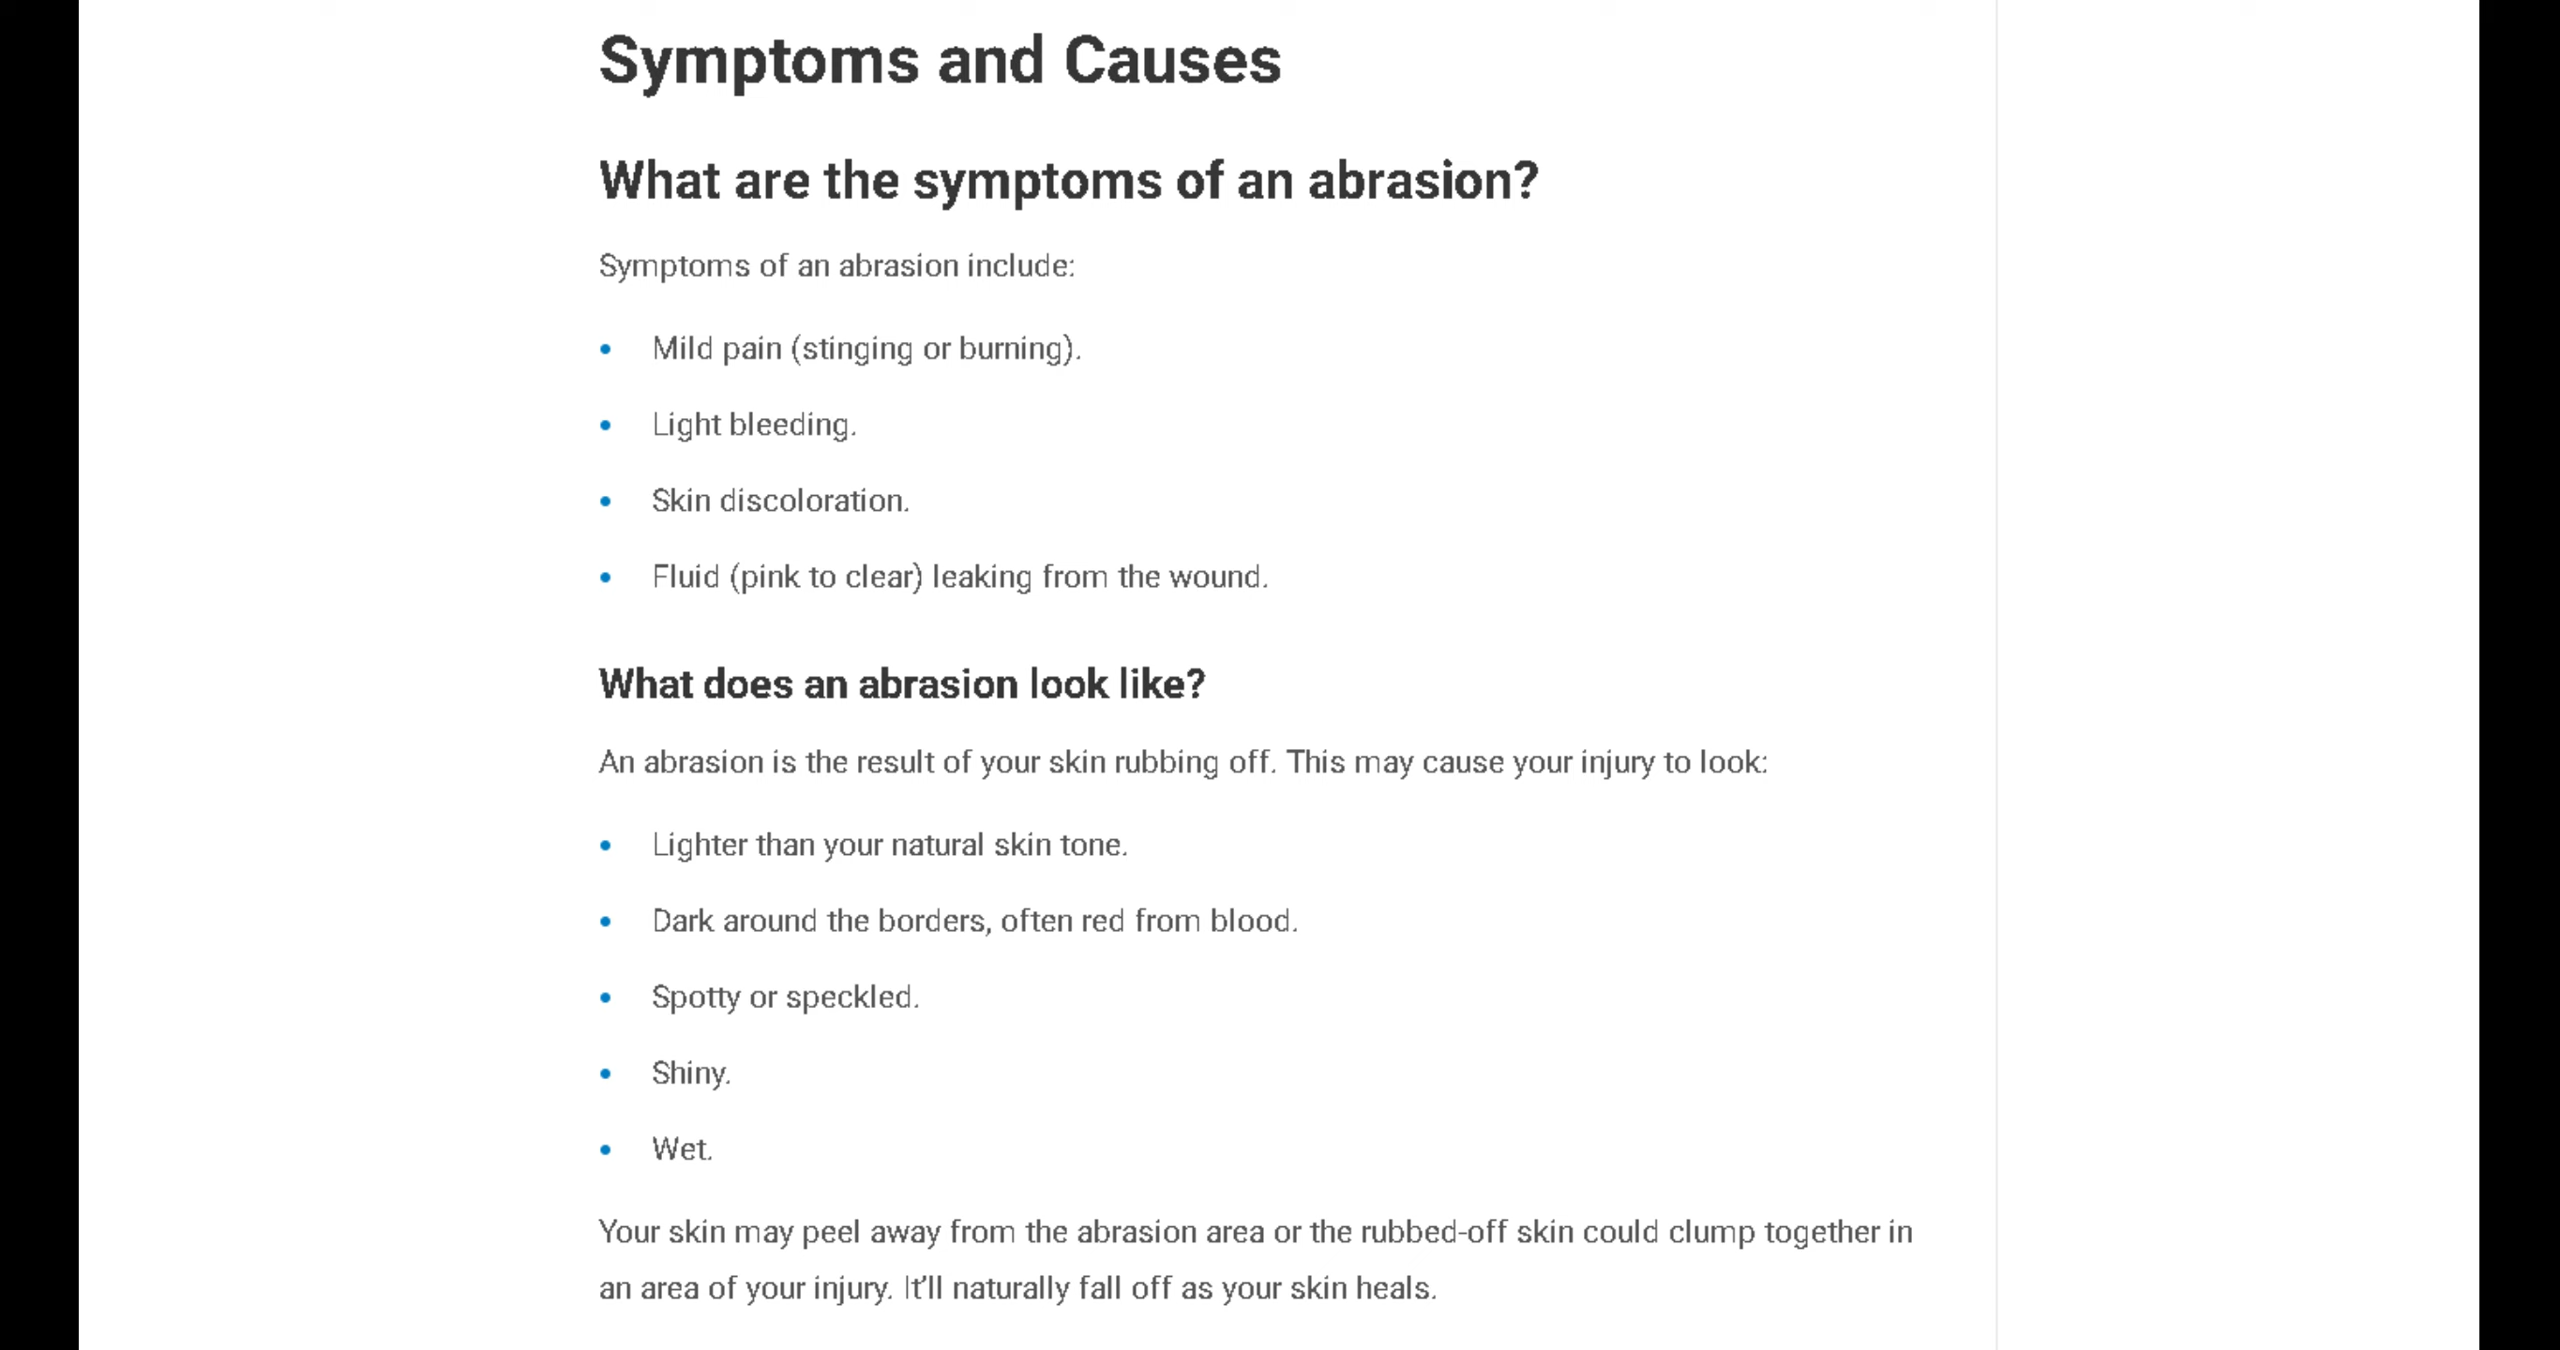 Symptoms and Causes
What are the symptoms of an abrasion?
Symptoms of an abrasion include:
• Mild pain (stinging or burning).
• Light bleeding.
• Skin discoloration.
• Fluid (pink to clear) leaking from the wound.
What does an abrasion look like?
An abrasion is the result of your skin rubbing off. This may cause your injury to look:
• Lighter than your natural skin tone.
• Dark around the borders, often red from blood.
• Spotty or speckled.
• Shiny.
• Wet.
Your skin may peel away from the abrasion area or the rubbed-off skin could clump together in
an area of your injury. It’ll naturally fall off as your skin heals.